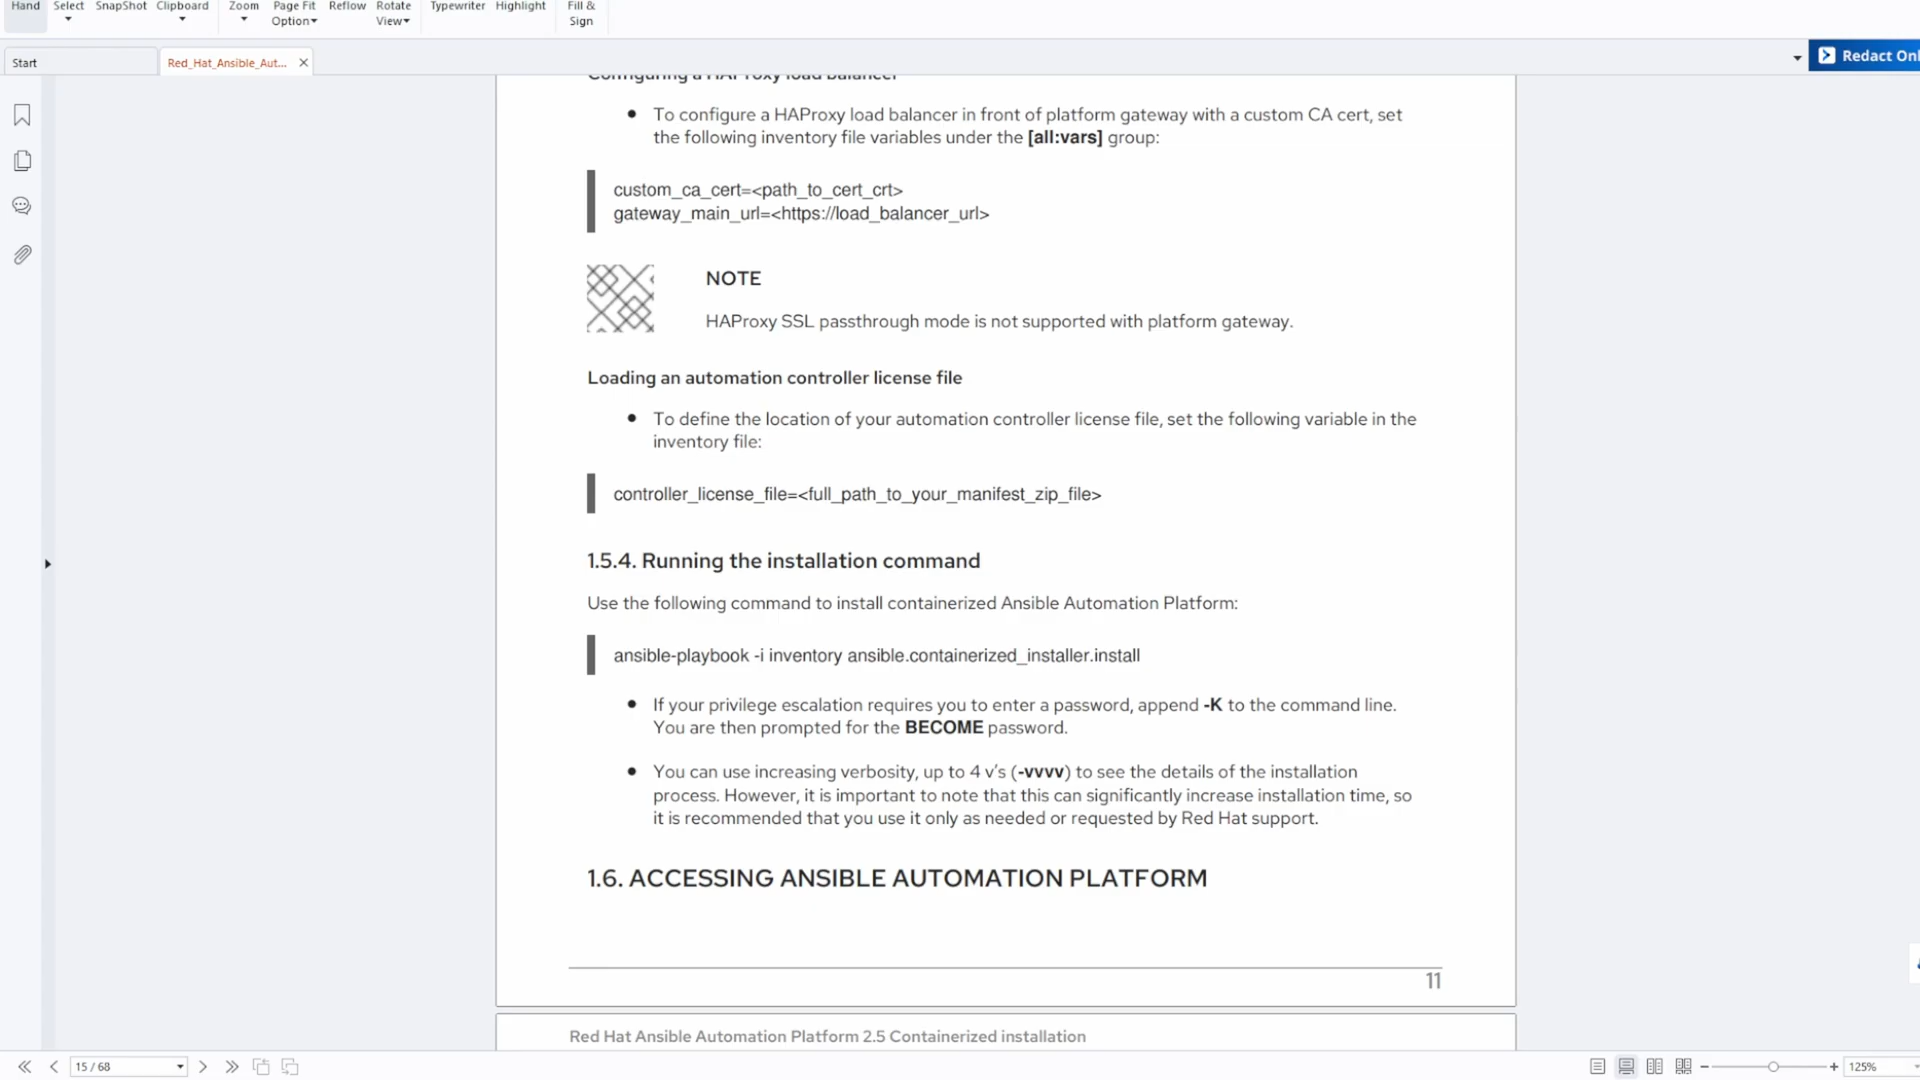 Hand Select SnapShot Clipboard Zoom Page Fit Option Reflow Rotate View Typewriter Highlight Fill & Sign
Start Red_Hat_Ansible_Aut... Redact Onl
Configuring a HAProxy load balancer
To configure a HAProxy load balancer in front of platform gateway with a custom CA cert, set
the following inventory file variables under the [all:vars] group:
custom_ca_cert=<path_to_cert_crt>
gateway_main_url=<https://load_balancer_url>
NOTE
HAProxy SSL passthrough mode is not supported with platform gateway.
Loading an automation controller license file
To define the location of your automation controller license file, set the following variable in the
inventory file:
controller_license_file=<full_path_to_your_manifest_zip_file>
1.5.4. Running the installation command
Use the following command to install containerized Ansible Automation Platform:
ansible-playbook -i inventory ansible.containerized_installer.install
If your privilege escalation requires you to enter a password, append -K to the command line.
You are then prompted for the BECOME password.
You can use increasing verbosity, up to 4 v’s (-vvvv) to see the details of the installation
process. However, it is important to note that this can significantly increase installation time, so
it is recommended that you use it only as needed or requested by Red Hat support.
1.6. ACCESSING ANSIBLE AUTOMATION PLATFORM
11
Red Hat Ansible Automation Platform 2.5 Containerized installation
15 / 68 125%